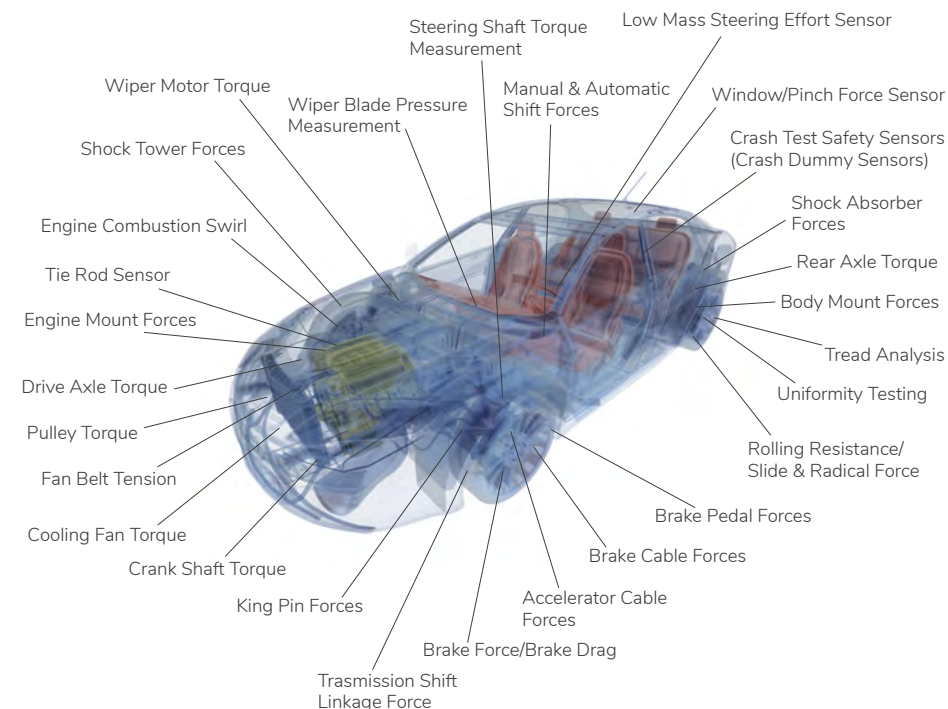 Steering Shaft Torque
Measurement
Low Mass Steering Effort Sensor
Wiper Motor Torque
Wiper Blade Pressure
Measurement
Manual & Automatic
Shift Forces
Window/Pinch Force Sensor
Shock Tower Forces
Crash Test Safety Sensors
(Crash Dummy Sensors)
Engine Combustion Swirl
Shock Absorber
Forces
Tie Rod Sensor
Rear Axle Torque
Engine Mount Forces
Body Mount Forces
Drive Axle Torque
Tread Analysis
Pulley Torque
Uniformity Testing
Fan Belt Tension
Rolling Resistance/
Slide & Radical Force
Cooling Fan Torque
Brake Pedal Forces
Crank Shaft Torque
Brake Cable Forces
King Pin Forces
Accelerator Cable
Forces
Brake Force/Brake Drag
Trasmission Shift
Linkage Force